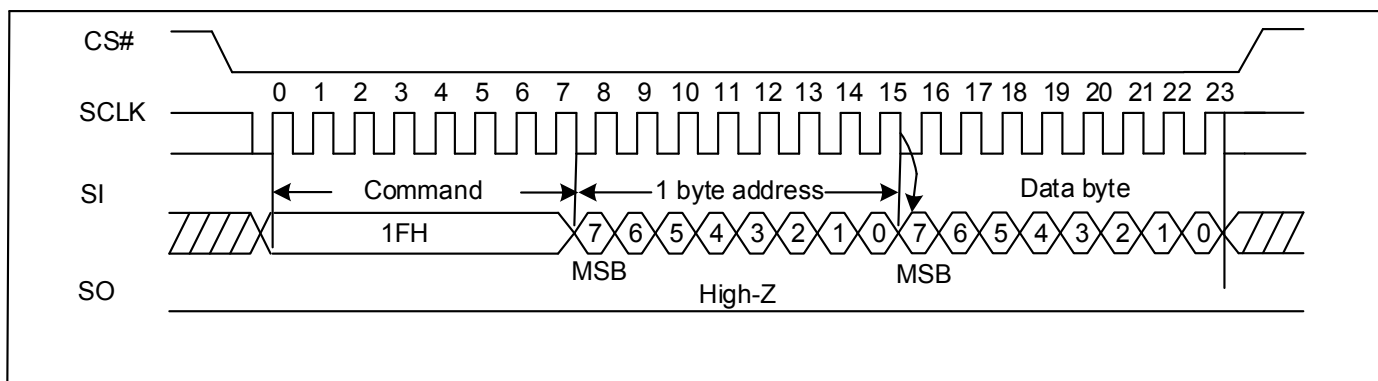 CS#
0 1 2 3 4 5 6 7 8 9 10 11 12 13 14 15 16 17 18 19 20 21 22 23
SCLK
SI
Command 1 byte address Data byte
1FH 7 6 5 4 3 2 1 0 7 6 5 4 3 2 1 0
MSB MSB
SO
High-Z